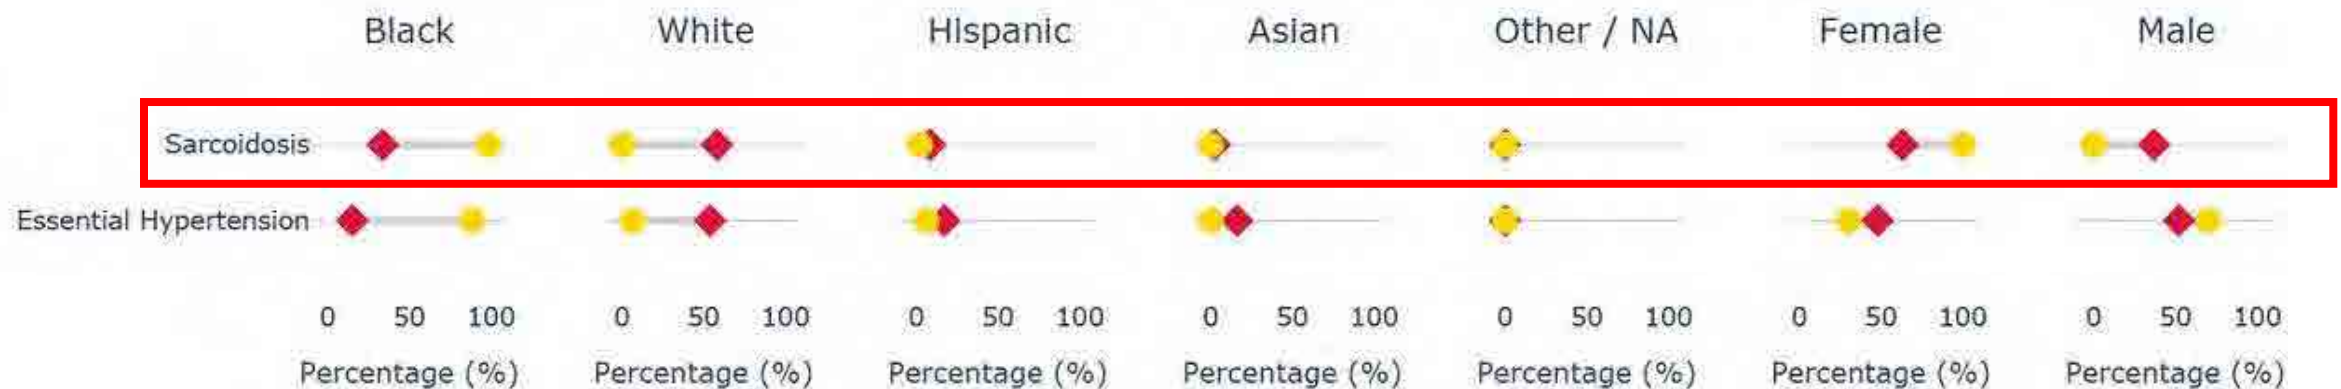 Black White HIspanic Asian Other / NA Female Male
Sarcoidosis
Essential Hypertension
0 50 100 0 50 100 0 50 100 0 50 100 0 50 100 0 50 100 0 50 100
Percentage (%) Percentage (%) Percentage (%) Percentage (%) Percentage (%) Percentage (%) Percentage (%)